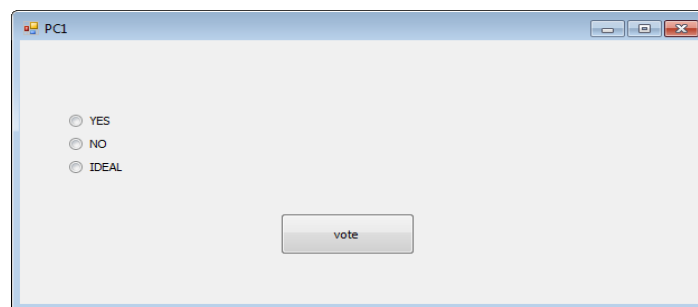 PC1
YES
NO
IDEAL
vote